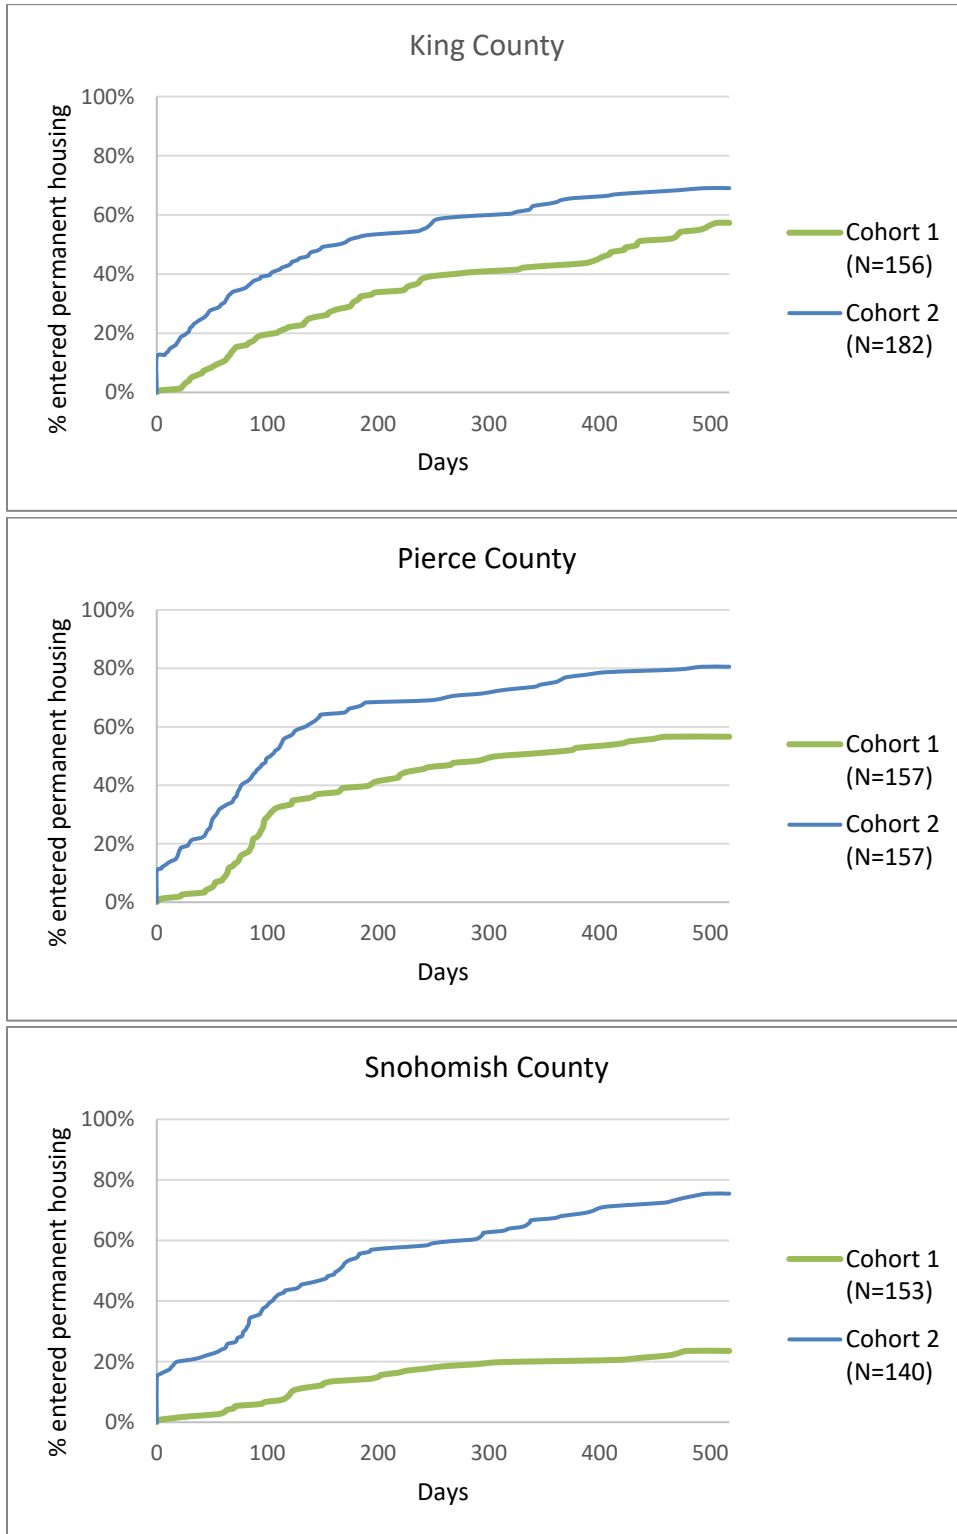 King County
% entered permanent housing
100%
80%
60%
40%
20%
0%
0 100 200 300 400 500
Days
Cohort 1
(N=156)
Cohort 2
(N=182)
Pierce County
% entered permanent housing
100%
80%
60%
40%
20%
0%
0 100 200 300 400 500
Days
Cohort 1
(N=157)
Cohort 2
(N=157)
Snohomish County
% entered permanent housing
100%
80%
60%
40%
20%
0%
0 100 200 300 400 500
Days
Cohort 1
(N=153)
Cohort 2
(N=140)